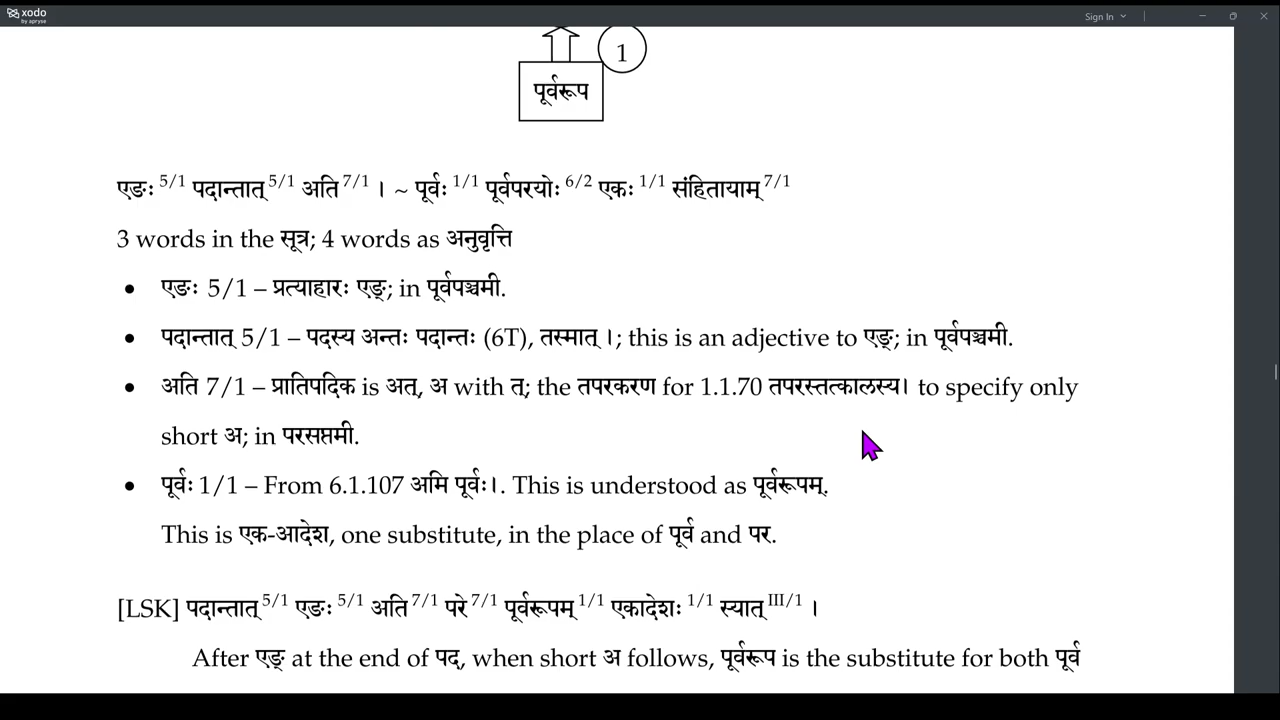 xodo
by apryse
Sign In
1
पूर्वरूप
एङः 5/1 पदान्तात् 5/1 अति 7/1 । ~ पूर्वः 1/1 पूर्वपरयोः 6/2 एकः 1/1 संहितायाम् 7/1
3 words in the सूत्र; 4 words as अनुवृत्ति
• एङः 5/1 – प्रत्याहारः एङ्; in पूर्वपञ्चमी.
• पदान्तात् 5/1 – पदस्य अन्तः पदान्तः (6T), तस्मात् ।; this is an adjective to एङ्; in पूर्वपञ्चमी.
• अति 7/1 – प्रातिपदिक is अत्, अ with त्; the तपरकरण for 1.1.70 तपरस्तत्कालस्य। to specify only
short अ; in परसप्तमी.
• पूर्वः 1/1 – From 6.1.107 अमि पूर्वः।. This is understood as पूर्वरूपम्.
This is एक-आदेश, one substitute, in the place of पूर्व and पर.
[LSK] पदान्तात् 5/1 एङः 5/1 अति 7/1 परे 7/1 पूर्वरूपम् 1/1 एकादेशः 1/1 स्यात् III/1 ।
After एङ् at the end of पद, when short अ follows, पूर्वरूप is the substitute for both पूर्व